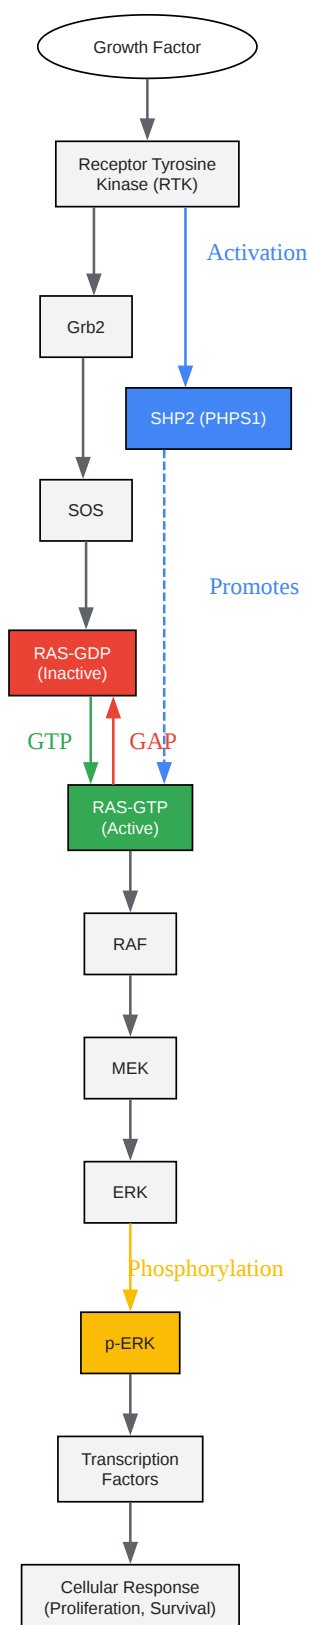 Growth Factor
Receptor Tyrosine
Kinase (RTK)
Activation
Grb2
SHP2 (PHPS1)
SOS
Promotes
RAS-GDP
(Inactive)
GTP
GAP
RAS-GTP
(Active)
RAF
MEK
ERK
Phosphorylation
p-ERK
Transcription
Factors
Cellular Response
(Proliferation, Survival)